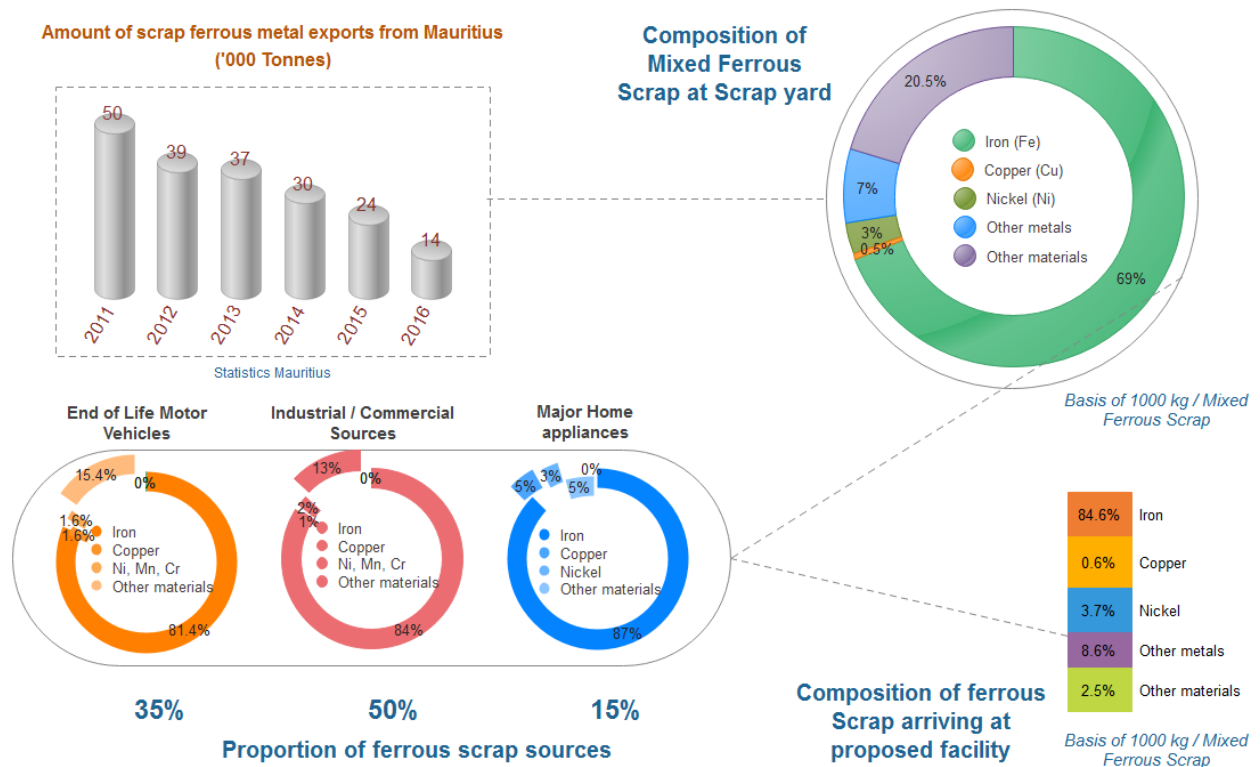 Amount of scrap ferrous metal exports from Mauritius
('000 Tonnes)
50
39
37
30
24
14
2011
2012
2013
2014
2015
2016
Statistics Mauritius
Composition of
Mixed Ferrous
Scrap at Scrap yard
20.5%
7%
3%
0.5%
69%
Iron (Fe)
Copper (Cu)
Nickel (Ni)
Other metals
Other materials
Basis of 1000 kg / Mixed
Ferrous Scrap
End of Life Motor
Vehicles
15.4%
0%
1.6%
1.6%
Iron
Copper
Ni, Mn, Cr
Other materials
81.4%
Industrial / Commercial
Sources
13%
0%
2%
1%
Iron
Copper
Ni, Mn, Cr
Other materials
84%
Major Home
appliances
0%
3%
5%
5%
Iron
Copper
Nickel
Other materials
87%
35%
50%
15%
Proportion of ferrous scrap sources
Composition of ferrous
Scrap arriving at
proposed facility
84.6% Iron
0.6% Copper
3.7% Nickel
8.6% Other metals
2.5% Other materials
Basis of 1000 kg / Mixed
Ferrous Scrap